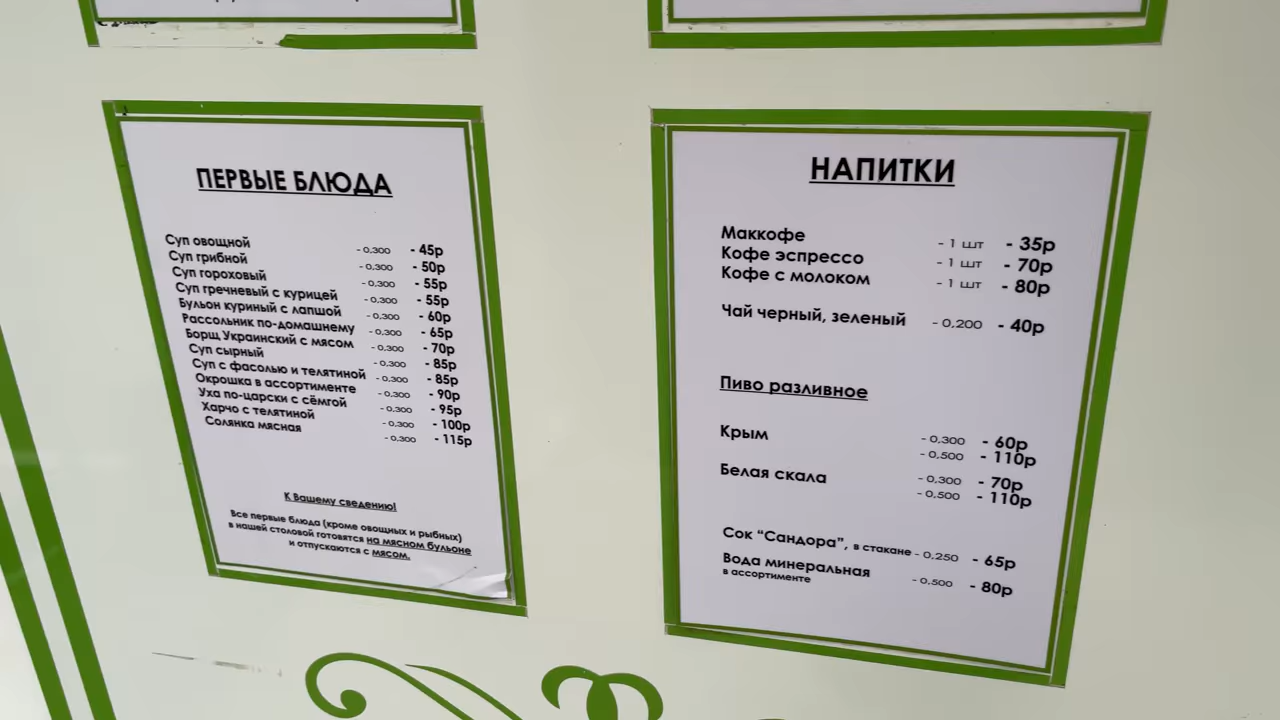 ПЕРВЫЕ БЛЮДА
Суп овощной - 0,300 - 45р
Суп грибной - 0,300 - 50р
Суп гороховый - 0,300 - 55р
Суп гречневый с курицей - 0,300 - 55р
Бульон куриный с лапшой - 0,300 - 60р
Рассольник по-домашнему - 0,300 - 65р
Борщ Украинский с мясом - 0,300 - 70р
Суп сырный - 0,300 - 85р
Суп с фасолью и телятиной - 0,300 - 85р
Окрошка в ассортименте - 0,300 - 90р
Уха по-царски с сёмгой - 0,300 - 95р
Харчо с телятиной - 0,300 - 100р
Солянка мясная - 0,300 - 115р
К Вашему сведению!
Все первые блюда (кроме овощных и рыбных)
в нашей столовой готовятся на мясном бульоне
и отпускаются с мясом.
НАПИТКИ
Маккофе - 1 шт - 35р
Кофе эспрессо - 1 шт - 70р
Кофе с молоком - 1 шт - 80р
Чай черный, зеленый - 0,200 - 40р
Пиво разливное
Крым - 0,300 - 60р
- 0,500 - 110р
Белая скала - 0,300 - 70р
- 0,500 - 110р
Сок “Сандора”, в стакане - 0,250 - 65р
Вода минеральная - 0,500 - 80р
в ассортименте